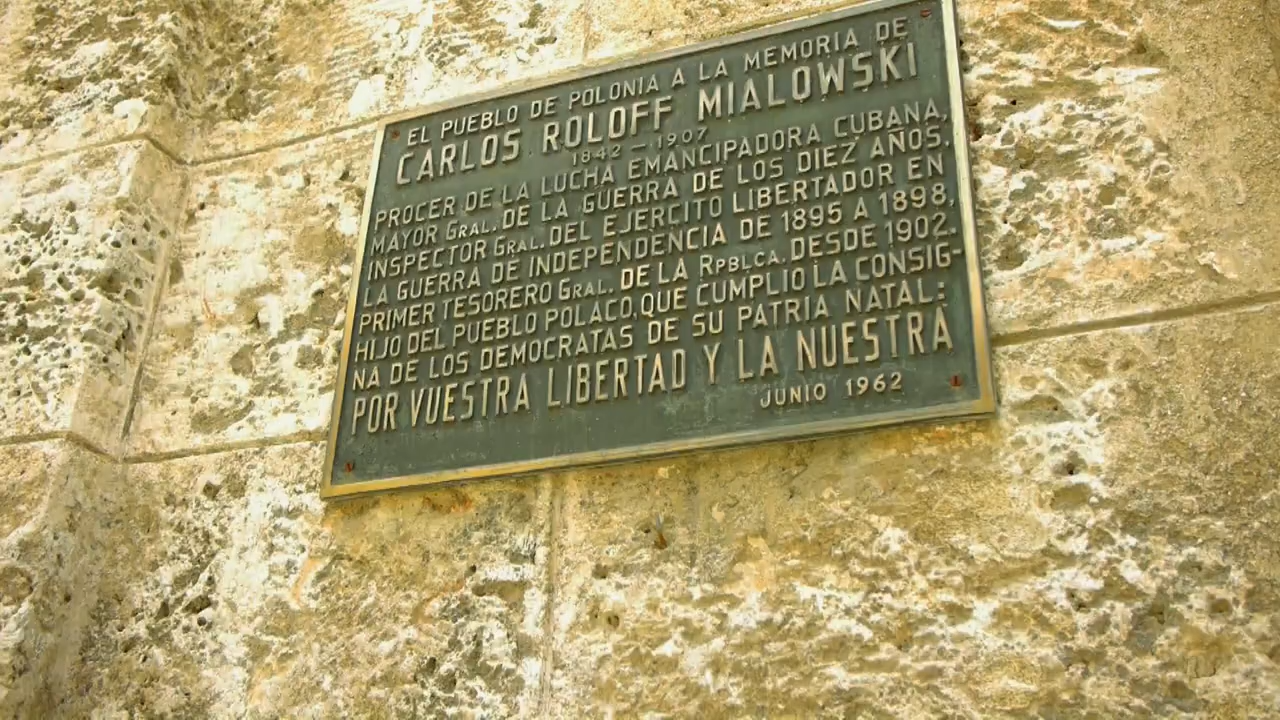 EL PUEBLO DE POLONIA A LA MEMORIA DE
CARLOS ROLOFF MIALOWSKI
1842 - 1907
PROCER DE LA LUCHA EMANCIPADORA CUBANA,
MAYOR GRAL. DE LA GUERRA DE LOS DIEZ AÑOS,
INSPECTOR GRAL. DEL EJERCITO LIBERTADOR EN
LA GUERRA DE INDEPENDENCIA DE 1895 A 1898,
PRIMER TESORERO GRAL. DE LA RPBLCA. DESDE 1902.
HIJO DEL PUEBLO POLACO, QUE CUMPLIO LA CONSIG-
NA DE LOS DEMOCRATAS DE SU PATRIA NATAL:
POR VUESTRA LIBERTAD Y LA NUESTRA
JUNIO 1962